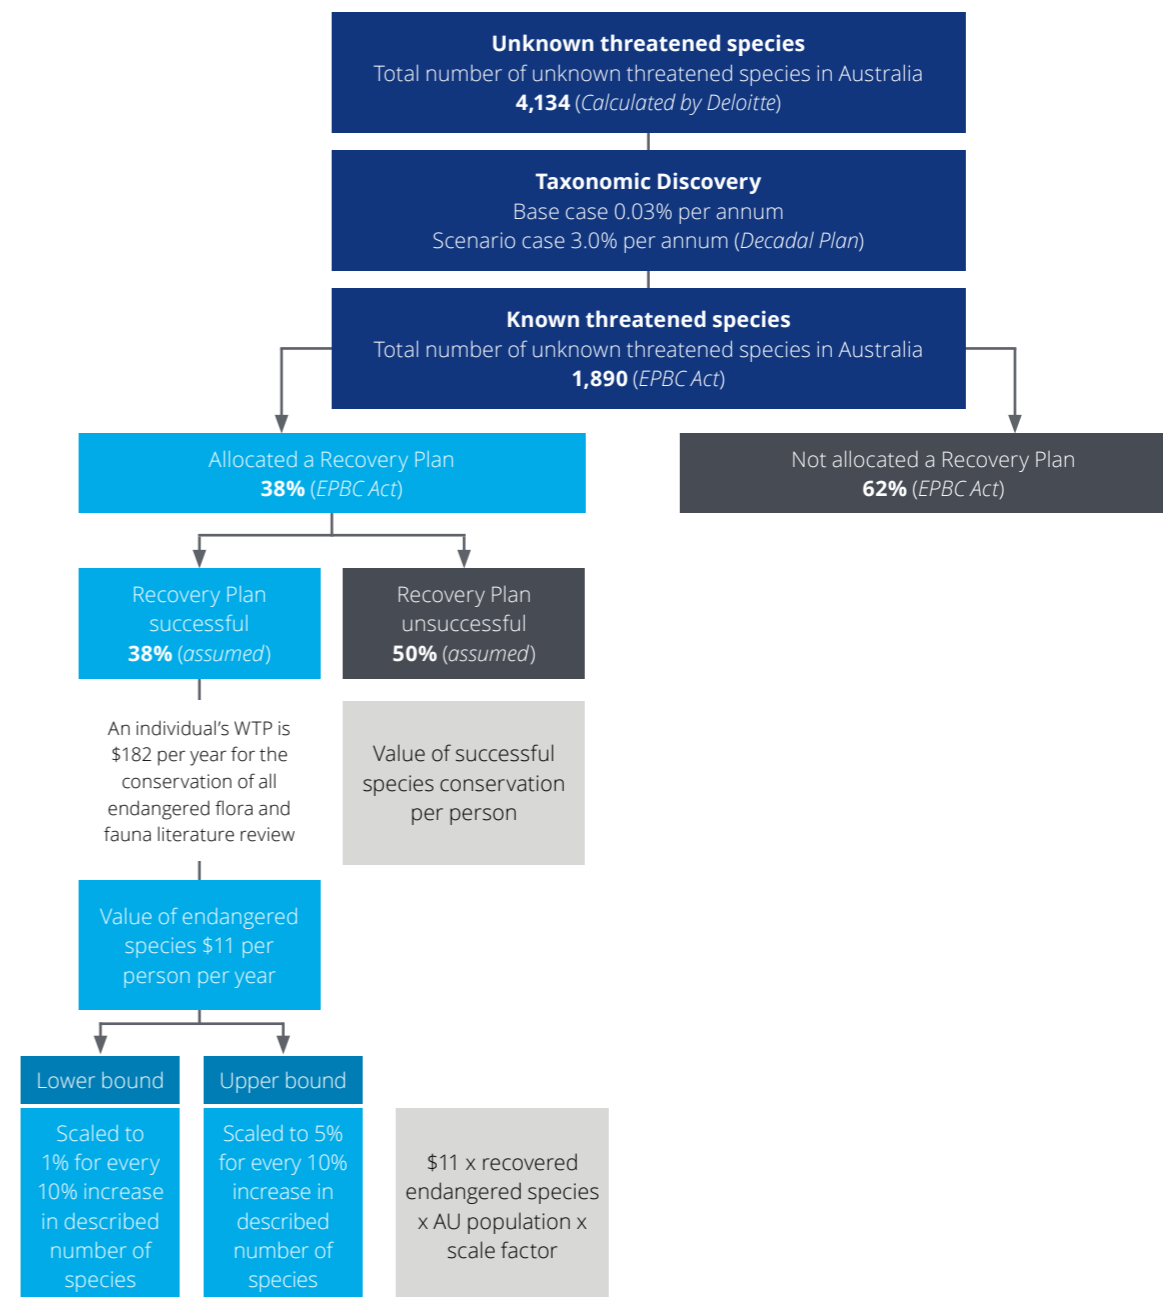 Unknown threatened species
Total number of unknown threatened species in Australia
4,134 (Calculated by Deloitte)
Taxonomic Discovery
Base case 0.03% per annum
Scenario case 3.0% per annum (Decadal Plan)
Known threatened species
Total number of unknown threatened species in Australia
1,890 (EPBC Act)
Allocated a Recovery Plan
38% (EPBC Act)
Not allocated a Recovery Plan
62% (EPBC Act)
Recovery Plan
successful
38% (assumed)
Recovery Plan
unsuccessful
50% (assumed)
An individual’s WTP is
$182 per year for the
conservation of all
endangered flora and
fauna literature review
Value of successful
species conservation
per person
Value of endangered
species $11 per
person per year
Lower bound
Scaled to
1% for every
10% increase
in described
number of
species
Upper bound
Scaled to 5%
for every 10%
increase in
described
number of
species
$11 x recovered
endangered species
x AU population x
scale factor